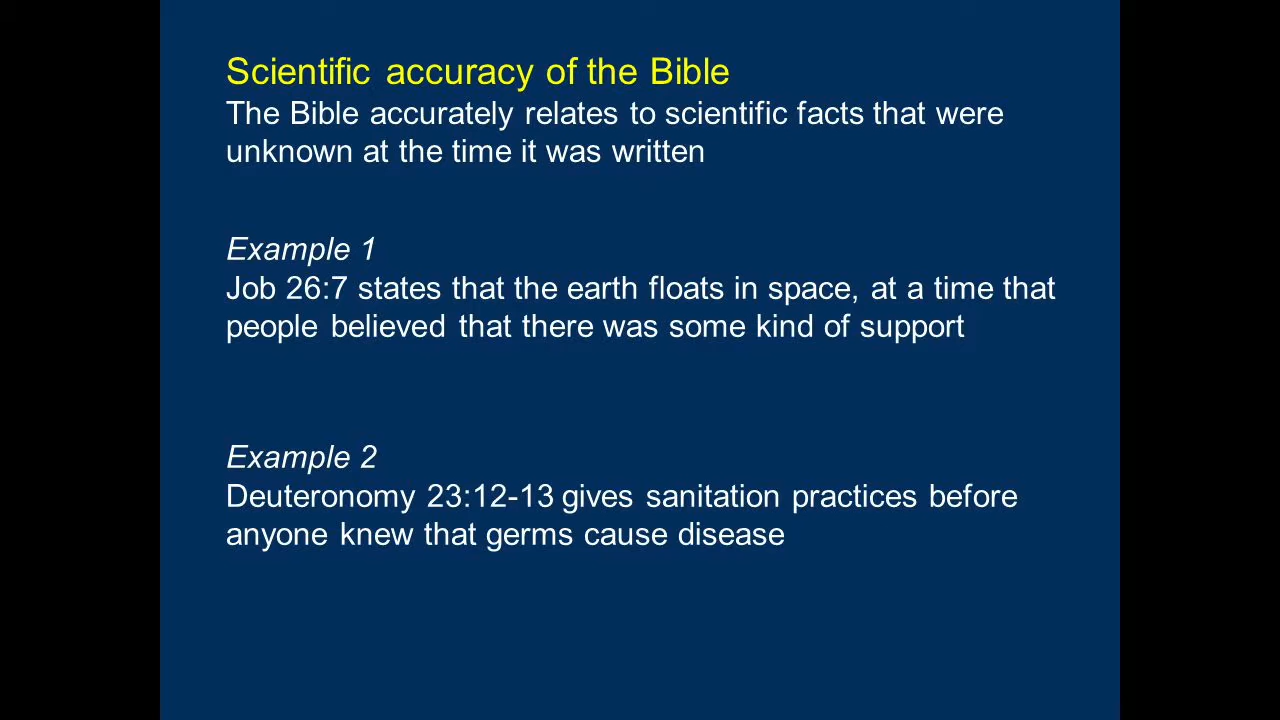 Scientific accuracy of the Bible
The Bible accurately relates to scientific facts that were
unknown at the time it was written
Example 1
Job 26:7 states that the earth floats in space, at a time that
people believed that there was some kind of support
Example 2
Deuteronomy 23:12-13 gives sanitation practices before
anyone knew that germs cause disease